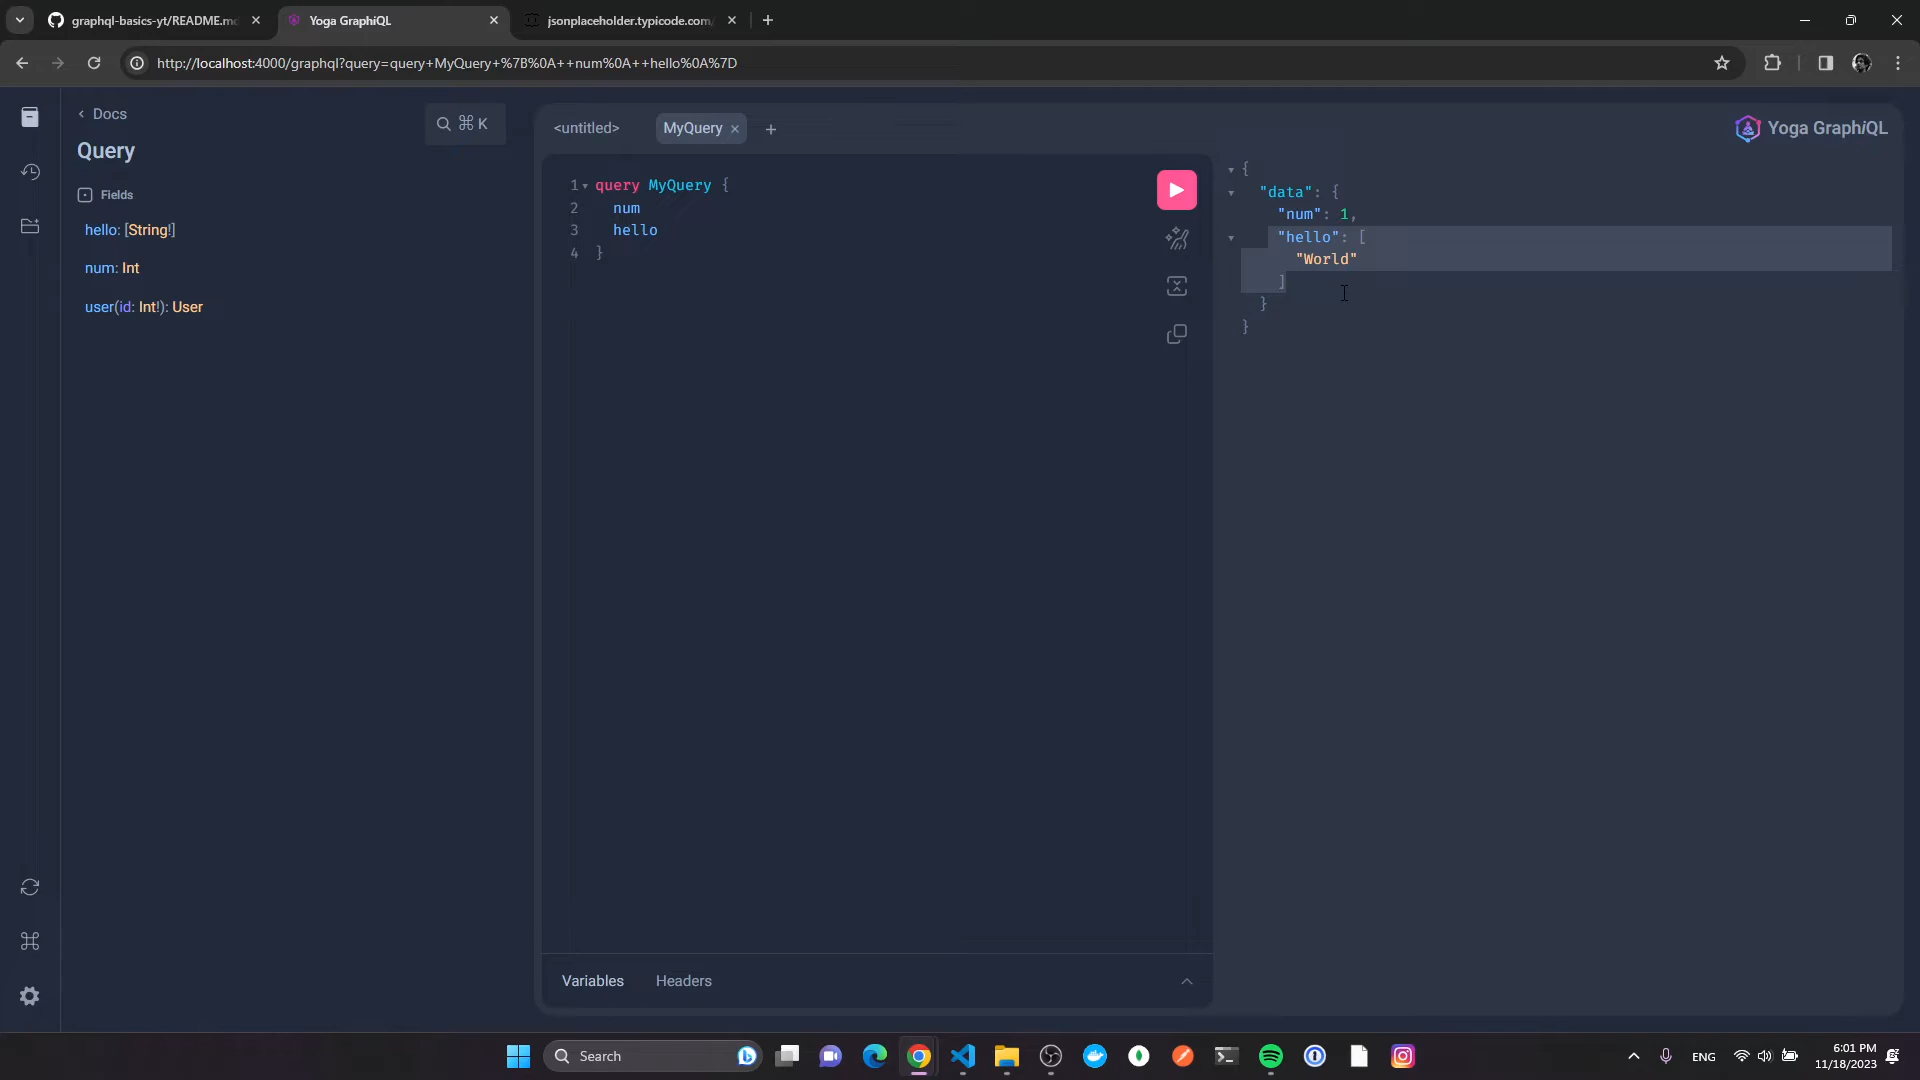 graphql-basics-yt/README.md
Yoga GraphiQL
jsonplaceholder.typicode.com/
http://localhost:4000/graphql?query=query+MyQuery+%7B%0A++num%0A++hello%0A%7D
Docs
⌘ K
Query
Fields
hello: [String!]
num: Int
user(id: Int!): User
<untitled>
MyQuery
Yoga GraphiQL
1 query MyQuery {
2 num
3 hello
4 }
{
"data": {
"num": 1,
"hello": [
"World"
]
}
}
Variables
Headers
Search
ENG
6:01 PM
11/18/2023